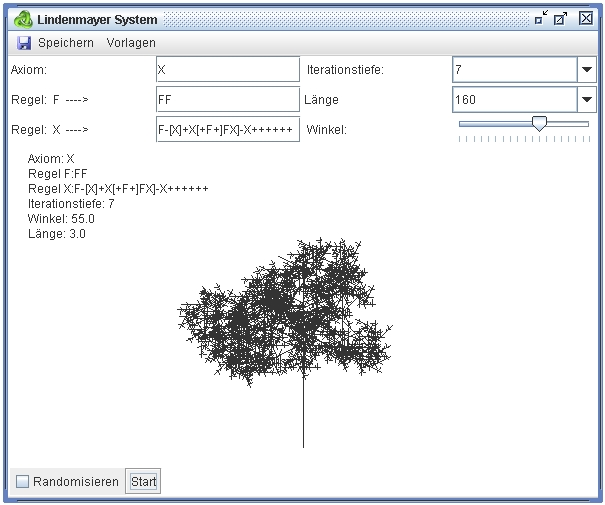 Lindenmayer System
Speichern Vorlagen
Axiom: X Iterationstiefe: 7
Regel: F ----> FF Länge 160
Regel: X ----> F-[X]+X[+F+]FX]-X++++++ Winkel:
Axiom: X
Regel F:FF
Regel X:F-[X]+X[+F+]FX]-X++++++
Iterationstiefe: 7
Winkel: 55.0
Länge: 3.0
Randomisieren Start